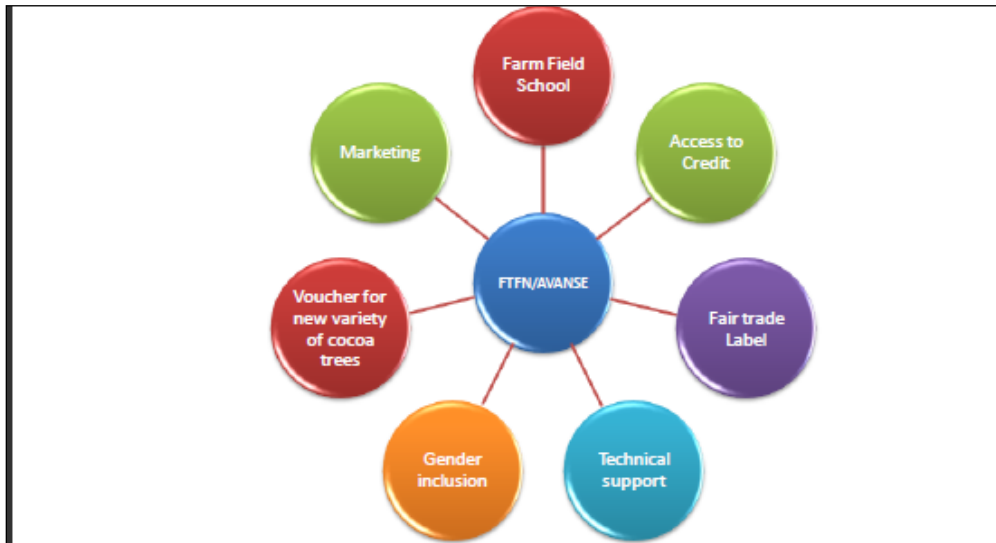 Farm Field
School
Marketing
Access to
Credit
FTFN/AVANSE
Voucher for
new variety
of cocoa
trees
Fair trade
Label
Gender
inclusion
Technical
support